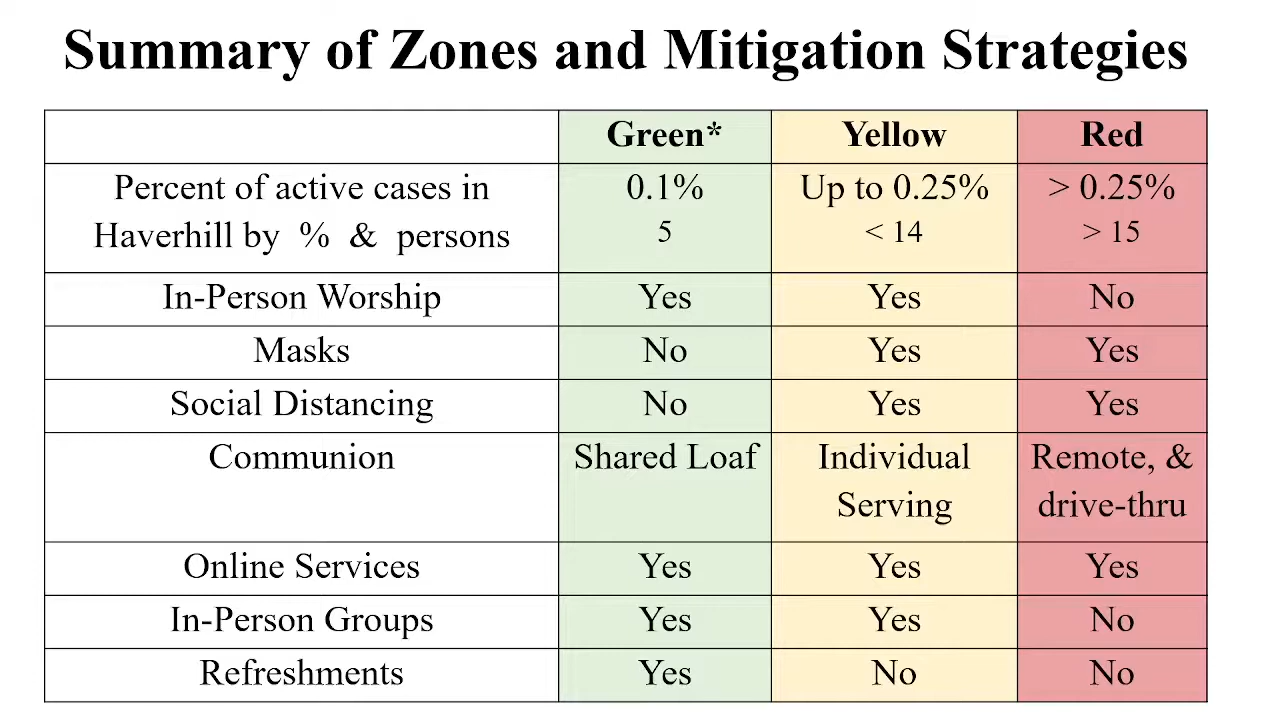 Summary of Zones and Mitigation Strategies
Green* Yellow Red
Percent of active cases in 0.1% Up to 0.25% > 0.25%
Haverhill by % & persons 5 < 14 > 15
In-Person Worship Yes Yes No
Masks No Yes Yes
Social Distancing No Yes Yes
Communion Shared Loaf Individual Remote, &
Serving drive-thru
Online Services Yes Yes Yes
In-Person Groups Yes Yes No
Refreshments Yes No No